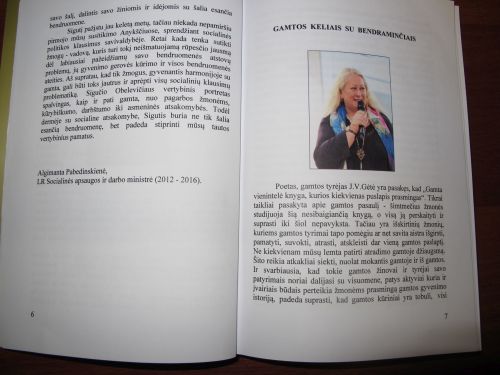 savo šalį, dalintis savo žiniomis ir idėjomis su šalia esančia
bendruomene.
Sigutį pažįstu jau keletą metų, tačiau niekada nepamiršiu
pirmojo mūsų susitikimo Anykščiuose, sprendžiant socialinės
politikos klausimus savivaldybėje. Retai kada tenka sutikti
žmogų - vadovą, kuris turi tokį neišmatuojamą rūpesčio jausmą
dėl labiausiai pažeidžiamų savo bendruomenės atstovų
problemų, jų gyvenimo gerovės kūrimo ir visos bendruomenės
ateities. Aš supratau, kad tik žmogus, gyvenantis harmonijoje su
gamta, gali būti toks jautrus ir aprėpti visų socialinių klausimų
problematiką. Sigučio Obelevičiaus vertybinis portretas
spalvingas, kaip ir pati gamta, nuo pagarbos žmonėms,
kūrybiškumo, darbštumo iki asmeninės atsakomybės. Todėl
dermėje su socialine atsakomybe, Sigutis buria ne tik šalia
esančią bendruomenę, bet padeda stiprinti mūsų tautos
vertybinius pamatus.
Algimanta Pabedinskienė,
LR Socialinės apsaugos ir darbo ministrė (2012 - 2016).
6
GAMTOS KELIAIS SU BENDRAMINČIAIS
Poetas, gamtos tyrėjas J.V.Gėtė yra pasakęs, kad „Gamta
vienintelė knyga, kurios kiekvienas puslapis prasmingas“. Tikrai
taikliai pasakyta apie gamtos pasaulį - šimtmečius žmonės
studijuoja šią nesibaigiančią knygą, o visą ją perskaityti ir
suprasti iki šiol nepavyksta. Tačiau yra išskirtinių žmonių,
kuriems gamtos tyrimai tapo pomėgiu ar net savita aistra išgirsti,
pamatyti, suvokti, atrasti, atskleisti dar vieną gamtos paslaptį.
Ne kiekvienam mūsų lemta patirti atradimo gamtoje džiaugsmą.
Šito reikia atkakliai siekti, nuolat mokantis gamtoje ir iš gamtos.
Ir svarbiausia, kad tokie gamtos žinovai ir tyrėjai savo
patyrimais noriai dalijasi su visuomene, patys aktyviai kuria ir
įvairiais būdais perteikia žmonėms prasmingą gamtos gyvenimo
istoriją, padeda suprasti, kad gamtos kūriniai yra tobuli, visi
7